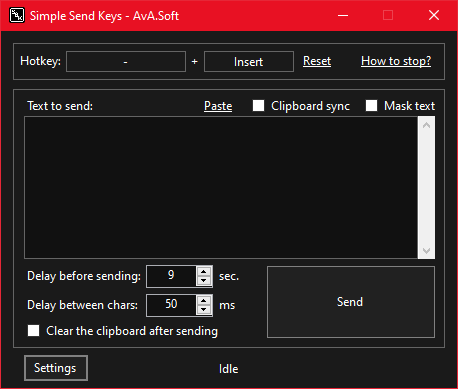 Simple Send Keys - AvA.Soft
Hotkey: - + Insert Reset How to stop?
Text to send: Paste Clipboard sync Mask text
Delay before sending: 9 sec.
Delay between chars: 50 ms
Send
Clear the clipboard after sending
Settings Idle